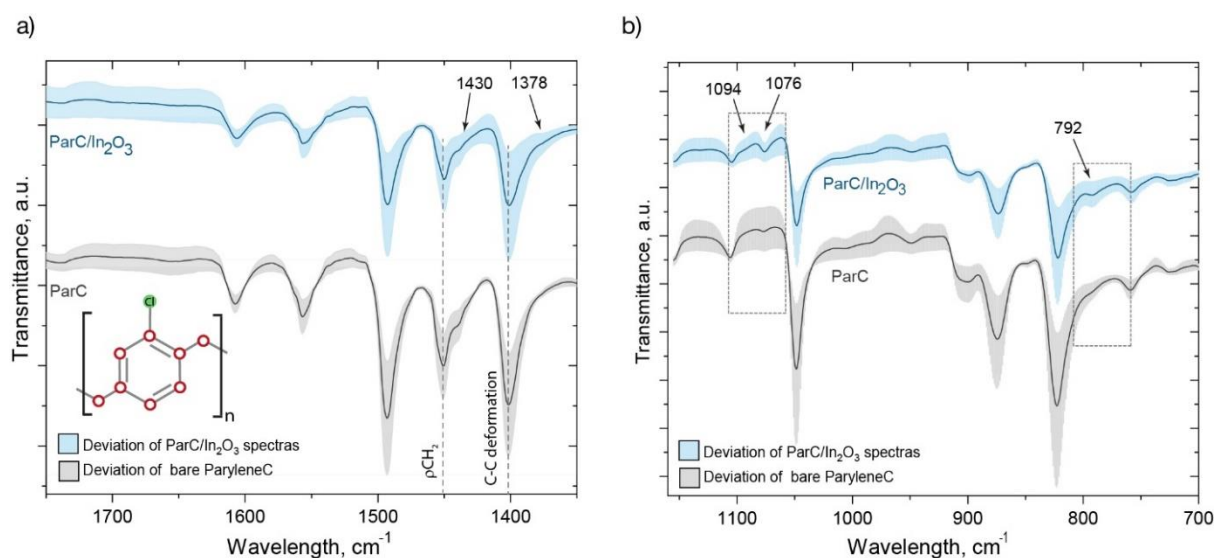 a)
1430
1378
ParC/In₂O₃
ParC
Cl
n
Deviation of ParC/In₂O₃ spectras
Deviation of bare ParyleneC
ρCH₂
C-C deformation
Transmittance, a.u.
1700
1600
1500
1400
Wavelength, cm⁻¹
b)
1094
1076
792
ParC/In₂O₃
ParC
Deviation of ParC/In₂O₃ spectras
Deviation of bare ParyleneC
Transmittance, a.u.
1100
1000
900
800
700
Wavelength, cm⁻¹